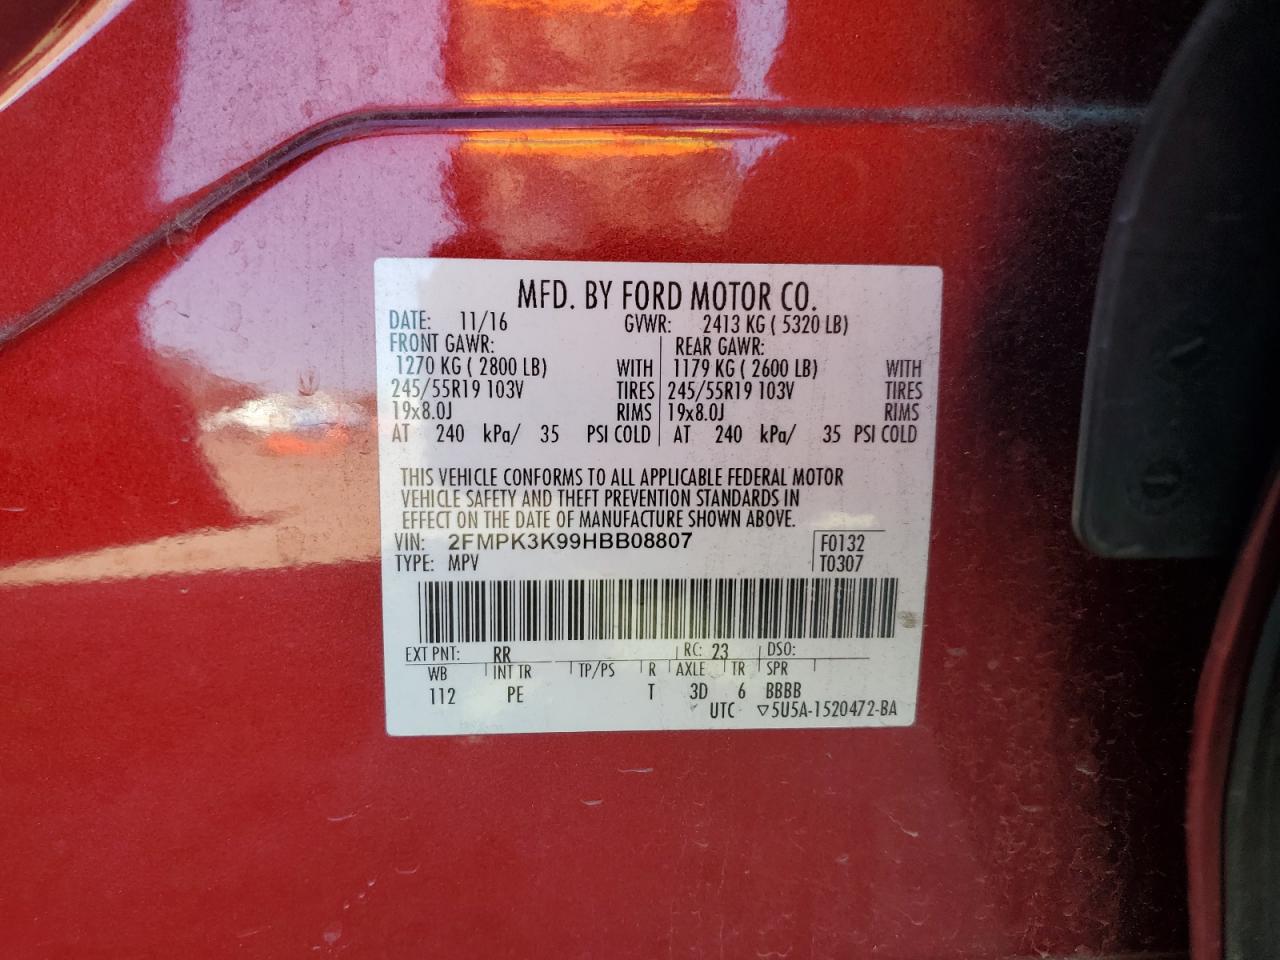 MFD. BY FORD MOTOR CO.
DATE: 11/16 GVWR: 2413 KG ( 5320 LB)
FRONT GAWR: REAR GAWR:
1270 KG ( 2800 LB) WITH 1179 KG ( 2600 LB) WITH
245/55R19 103V TIRES 245/55R19 103V TIRES
19x8.0J RIMS 19x8.0J RIMS
AT 240 kPa/ 35 PSI COLD AT 240 kPa/ 35 PSI COLD
THIS VEHICLE CONFORMS TO ALL APPLICABLE FEDERAL MOTOR
VEHICLE SAFETY AND THEFT PREVENTION STANDARDS IN
EFFECT ON THE DATE OF MANUFACTURE SHOWN ABOVE.
VIN: 2FMPK3K99HBB08807 F0132
TYPE: MPV T0307
EXT PNT: RR RC: 23 DSO:
WB INT TR TP/PS R AXLE TR SPR
112 PE T 3D 6 BBBB
UTC ▽5U5A-1520472-BA